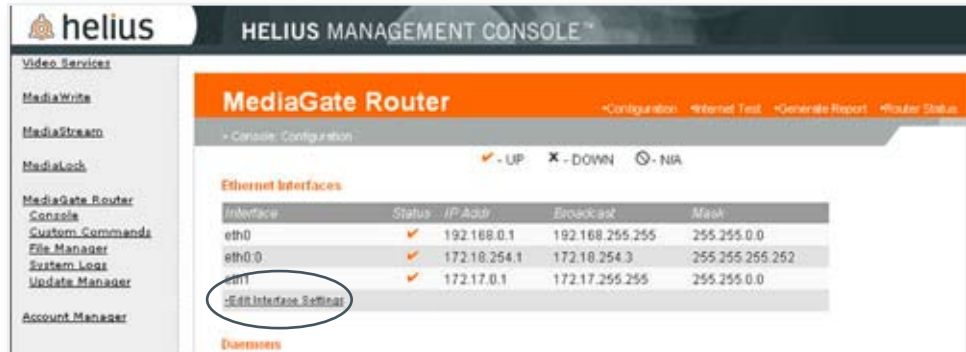 helius
HELIUS MANAGEMENT CONSOLE™
Video Services
MediaWrite
MediaStream
MediaLock
MediaGate Router
Console
Custom Commands
File Manager
System Logs
Update Manager
Account Manager
MediaGate Router
•Configuration •Internet Test •Generate Report •Router Status
> Console: Configuration
✔ - UP ✖ - DOWN ⃠ - N/A
Ethernet Interfaces
Interface Status IP Addr Broadcast Mask
eth0 ✔ 192.168.0.1 192.168.255.255 255.255.0.0
eth0:0 ✔ 172.18.254.1 172.18.254.3 255.255.255.252
eth1 ✔ 172.17.0.1 172.17.255.255 255.255.0.0
•Edit Interface Settings
Daemons